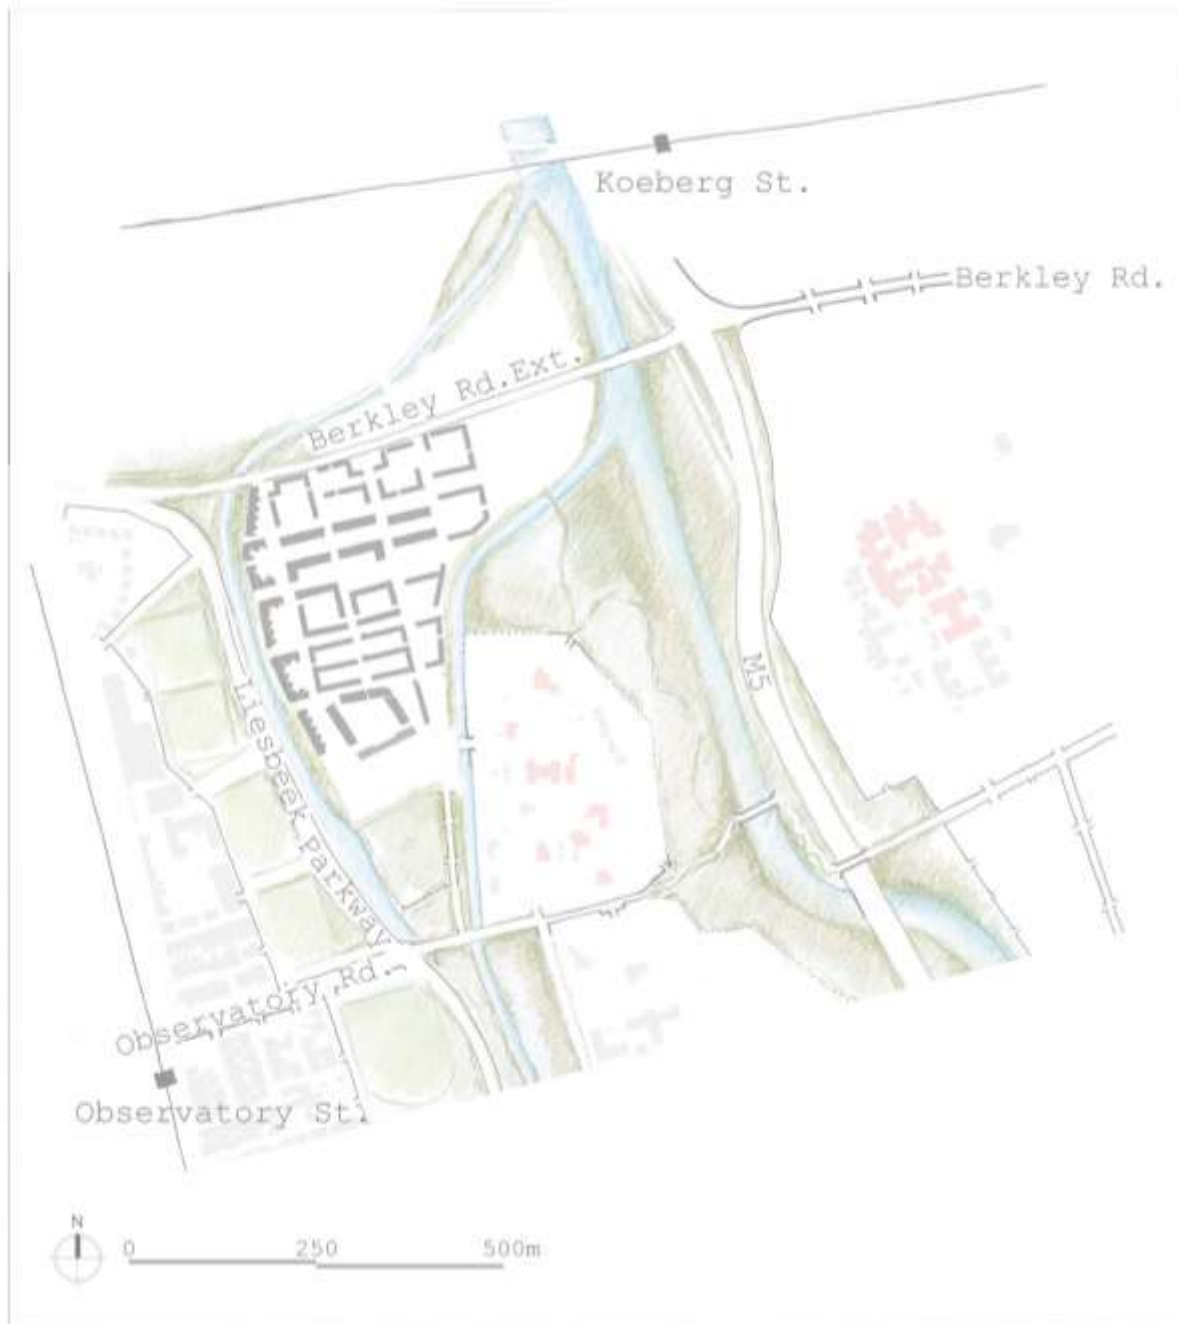 Koeberg St.
Berkley Rd.
Berkley Rd.Ext.
M5
Liesbeek Parkway
Observatory Rd.
Observatory St.
N
0 250 500m